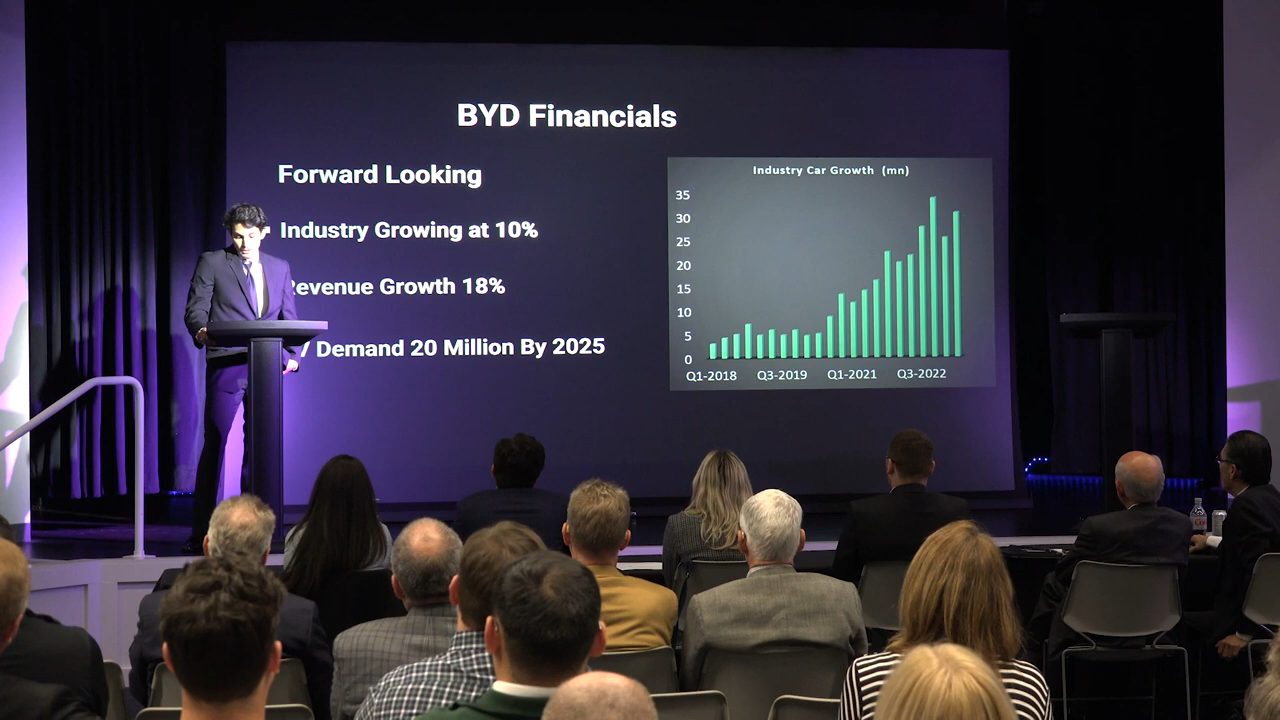 BYD Financials
Forward Looking
Industry Growing at 10%
Revenue Growth 18%
Demand 20 Million By 2025
Industry Car Growth (mn)
35
30
25
20
15
10
5
0
Q1-2018 Q3-2019 Q1-2021 Q3-2022